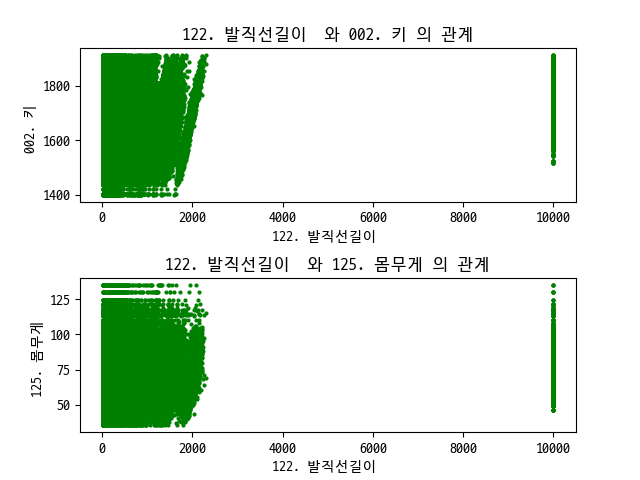 122. 발직선길이 와 002. 키 의 관계
002. 키
1800
1600
1400
0 2000 4000 6000 8000 10000
122. 발직선길이
122. 발직선길이 와 125. 몸무게 의 관계
125. 몸무게
125
100
75
50
0 2000 4000 6000 8000 10000
122. 발직선길이